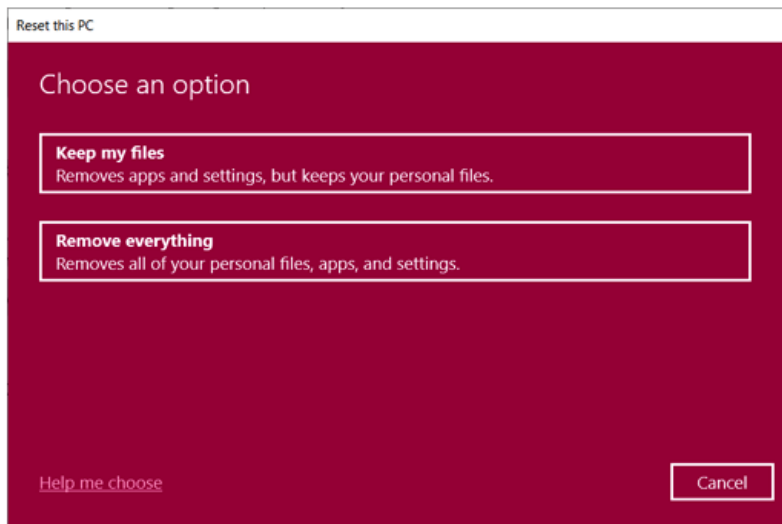 Reset this PC
Choose an option
Keep my files
Removes apps and settings, but keeps your personal files.
Remove everything
Removes all of your personal files, apps, and settings.
Help me choose
Cancel